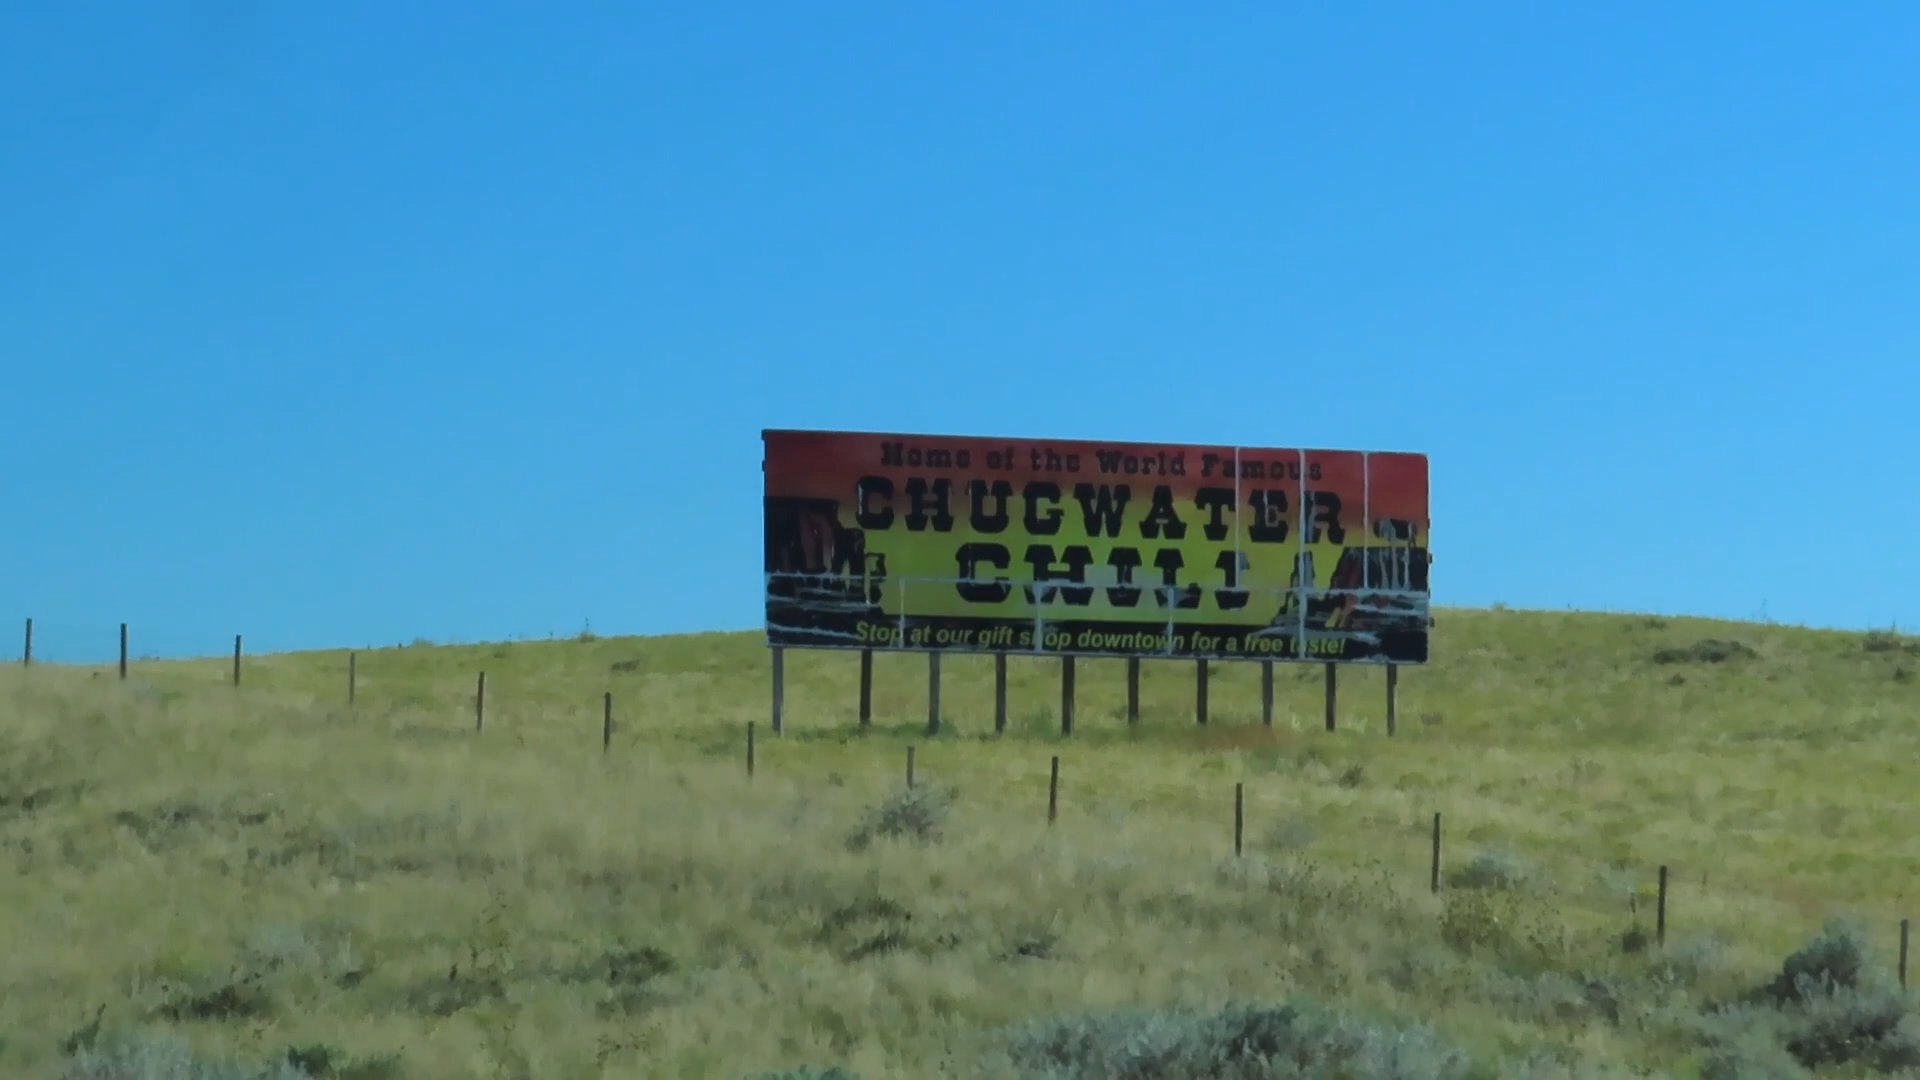 Home of the World Famous
CHUGWATER
CHILI
Stop at our gift shop downtown for a free taste!